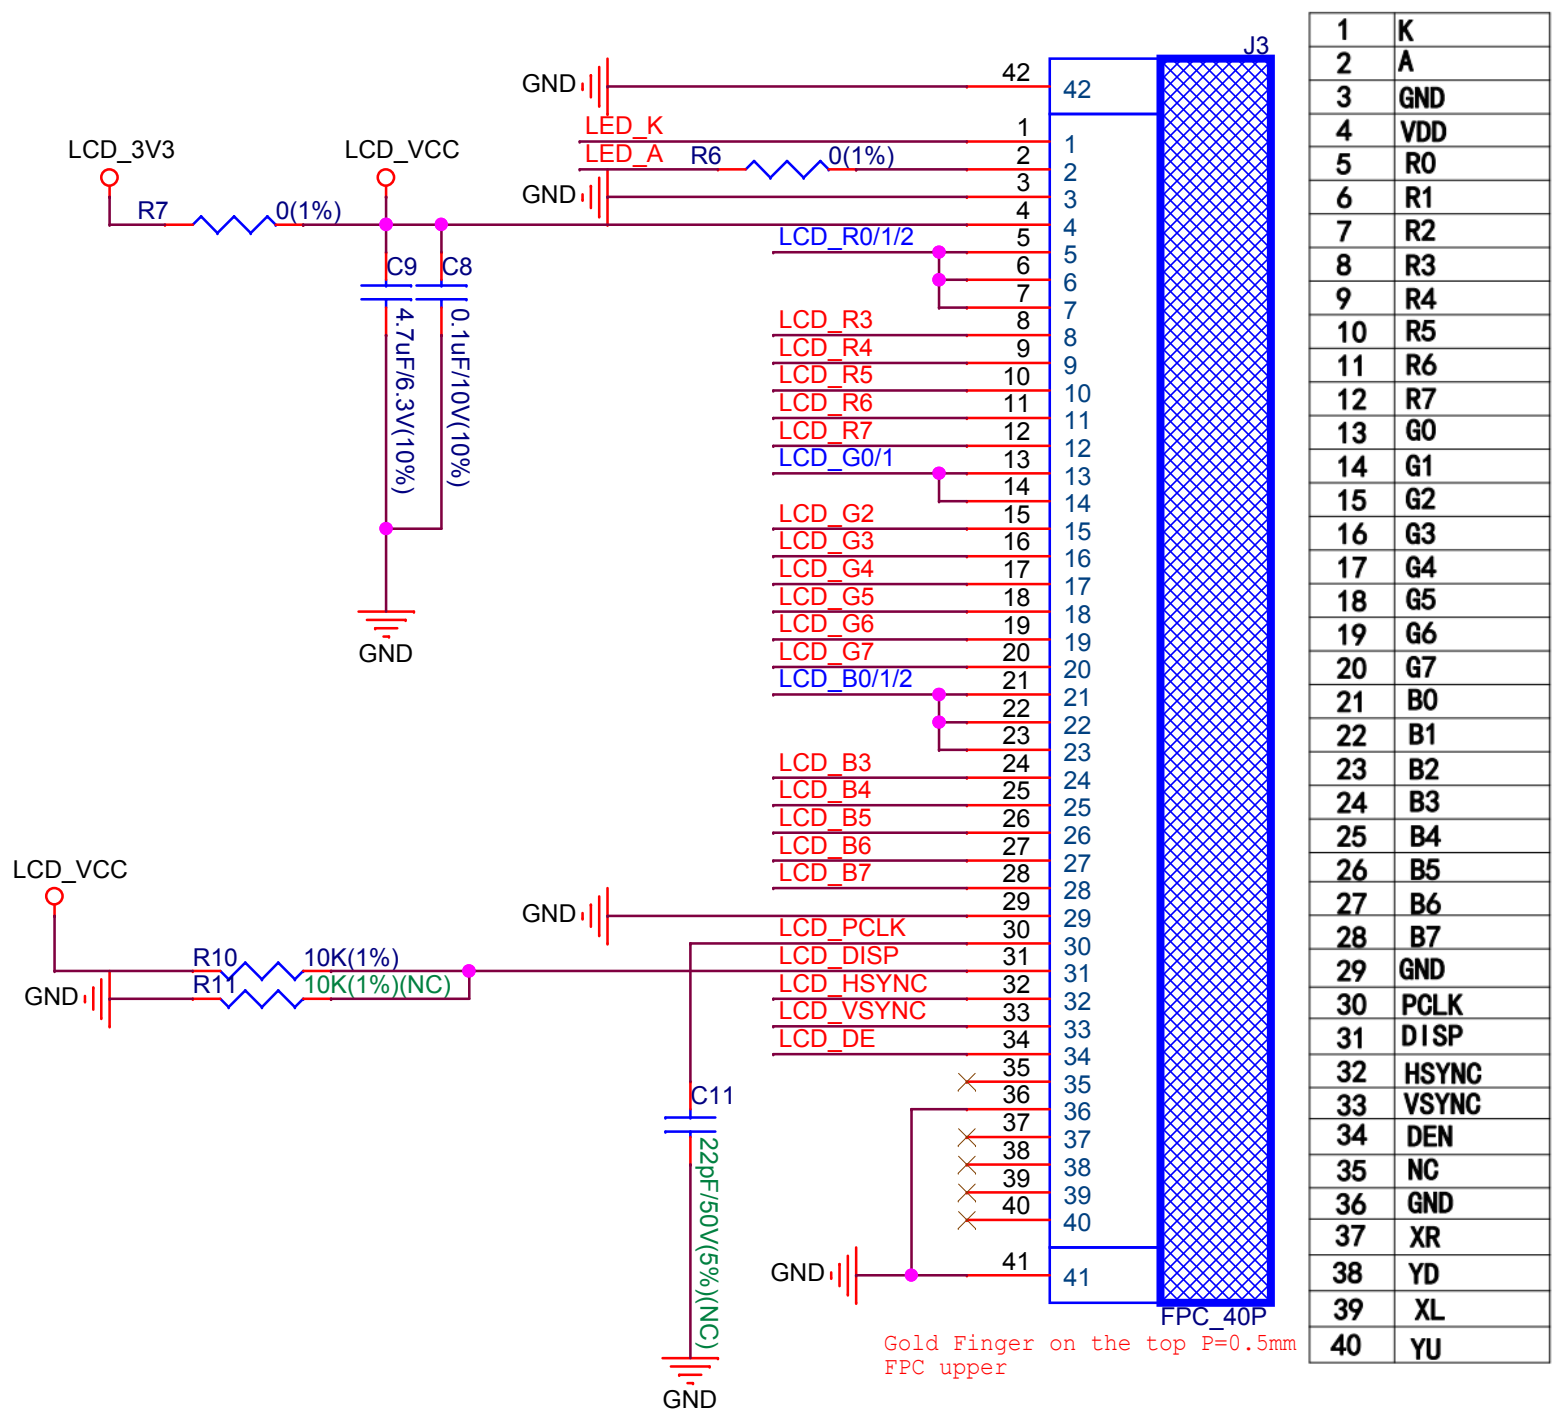 J3
GND
42
42
LED_K
1
1
LED_A
R6
0(1%)
2
2
GND
3
3
LCD_3V3
LCD_VCC
R7
0(1%)
4
4
LCD_R0/1/2
5
5
6
6
7
7
C9
C8
4.7uF/6.3V(10%)
0.1uF/10V(10%)
GND
LCD_R3
8
8
LCD_R4
9
9
LCD_R5
10
10
LCD_R6
11
11
LCD_R7
12
12
LCD_G0/1
13
13
14
14
LCD_G2
15
15
LCD_G3
16
16
LCD_G4
17
17
LCD_G5
18
18
LCD_G6
19
19
LCD_G7
20
20
LCD_B0/1/2
21
21
22
22
23
23
LCD_B3
24
24
LCD_B4
25
25
LCD_B5
26
26
LCD_B6
27
27
LCD_B7
28
28
GND
29
29
LCD_PCLK
30
30
LCD_VCC
R10
10K(1%)
LCD_DISP
31
31
GND
R11
10K(1%)(NC)
LCD_HSYNC
32
32
LCD_VSYNC
33
33
LCD_DE
34
34
35
35
36
36
37
37
38
38
39
39
40
40
C11
22pF/50V(5%)(NC)
GND
GND
41
41
FPC_40P
Gold Finger on the top P=0.5mm
FPC upper
1 K
2 A
3 GND
4 VDD
5 R0
6 R1
7 R2
8 R3
9 R4
10 R5
11 R6
12 R7
13 G0
14 G1
15 G2
16 G3
17 G4
18 G5
19 G6
20 G7
21 B0
22 B1
23 B2
24 B3
25 B4
26 B5
27 B6
28 B7
29 GND
30 PCLK
31 DISP
32 HSYNC
33 VSYNC
34 DEN
35 NC
36 GND
37 XR
38 YD
39 XL
40 YU